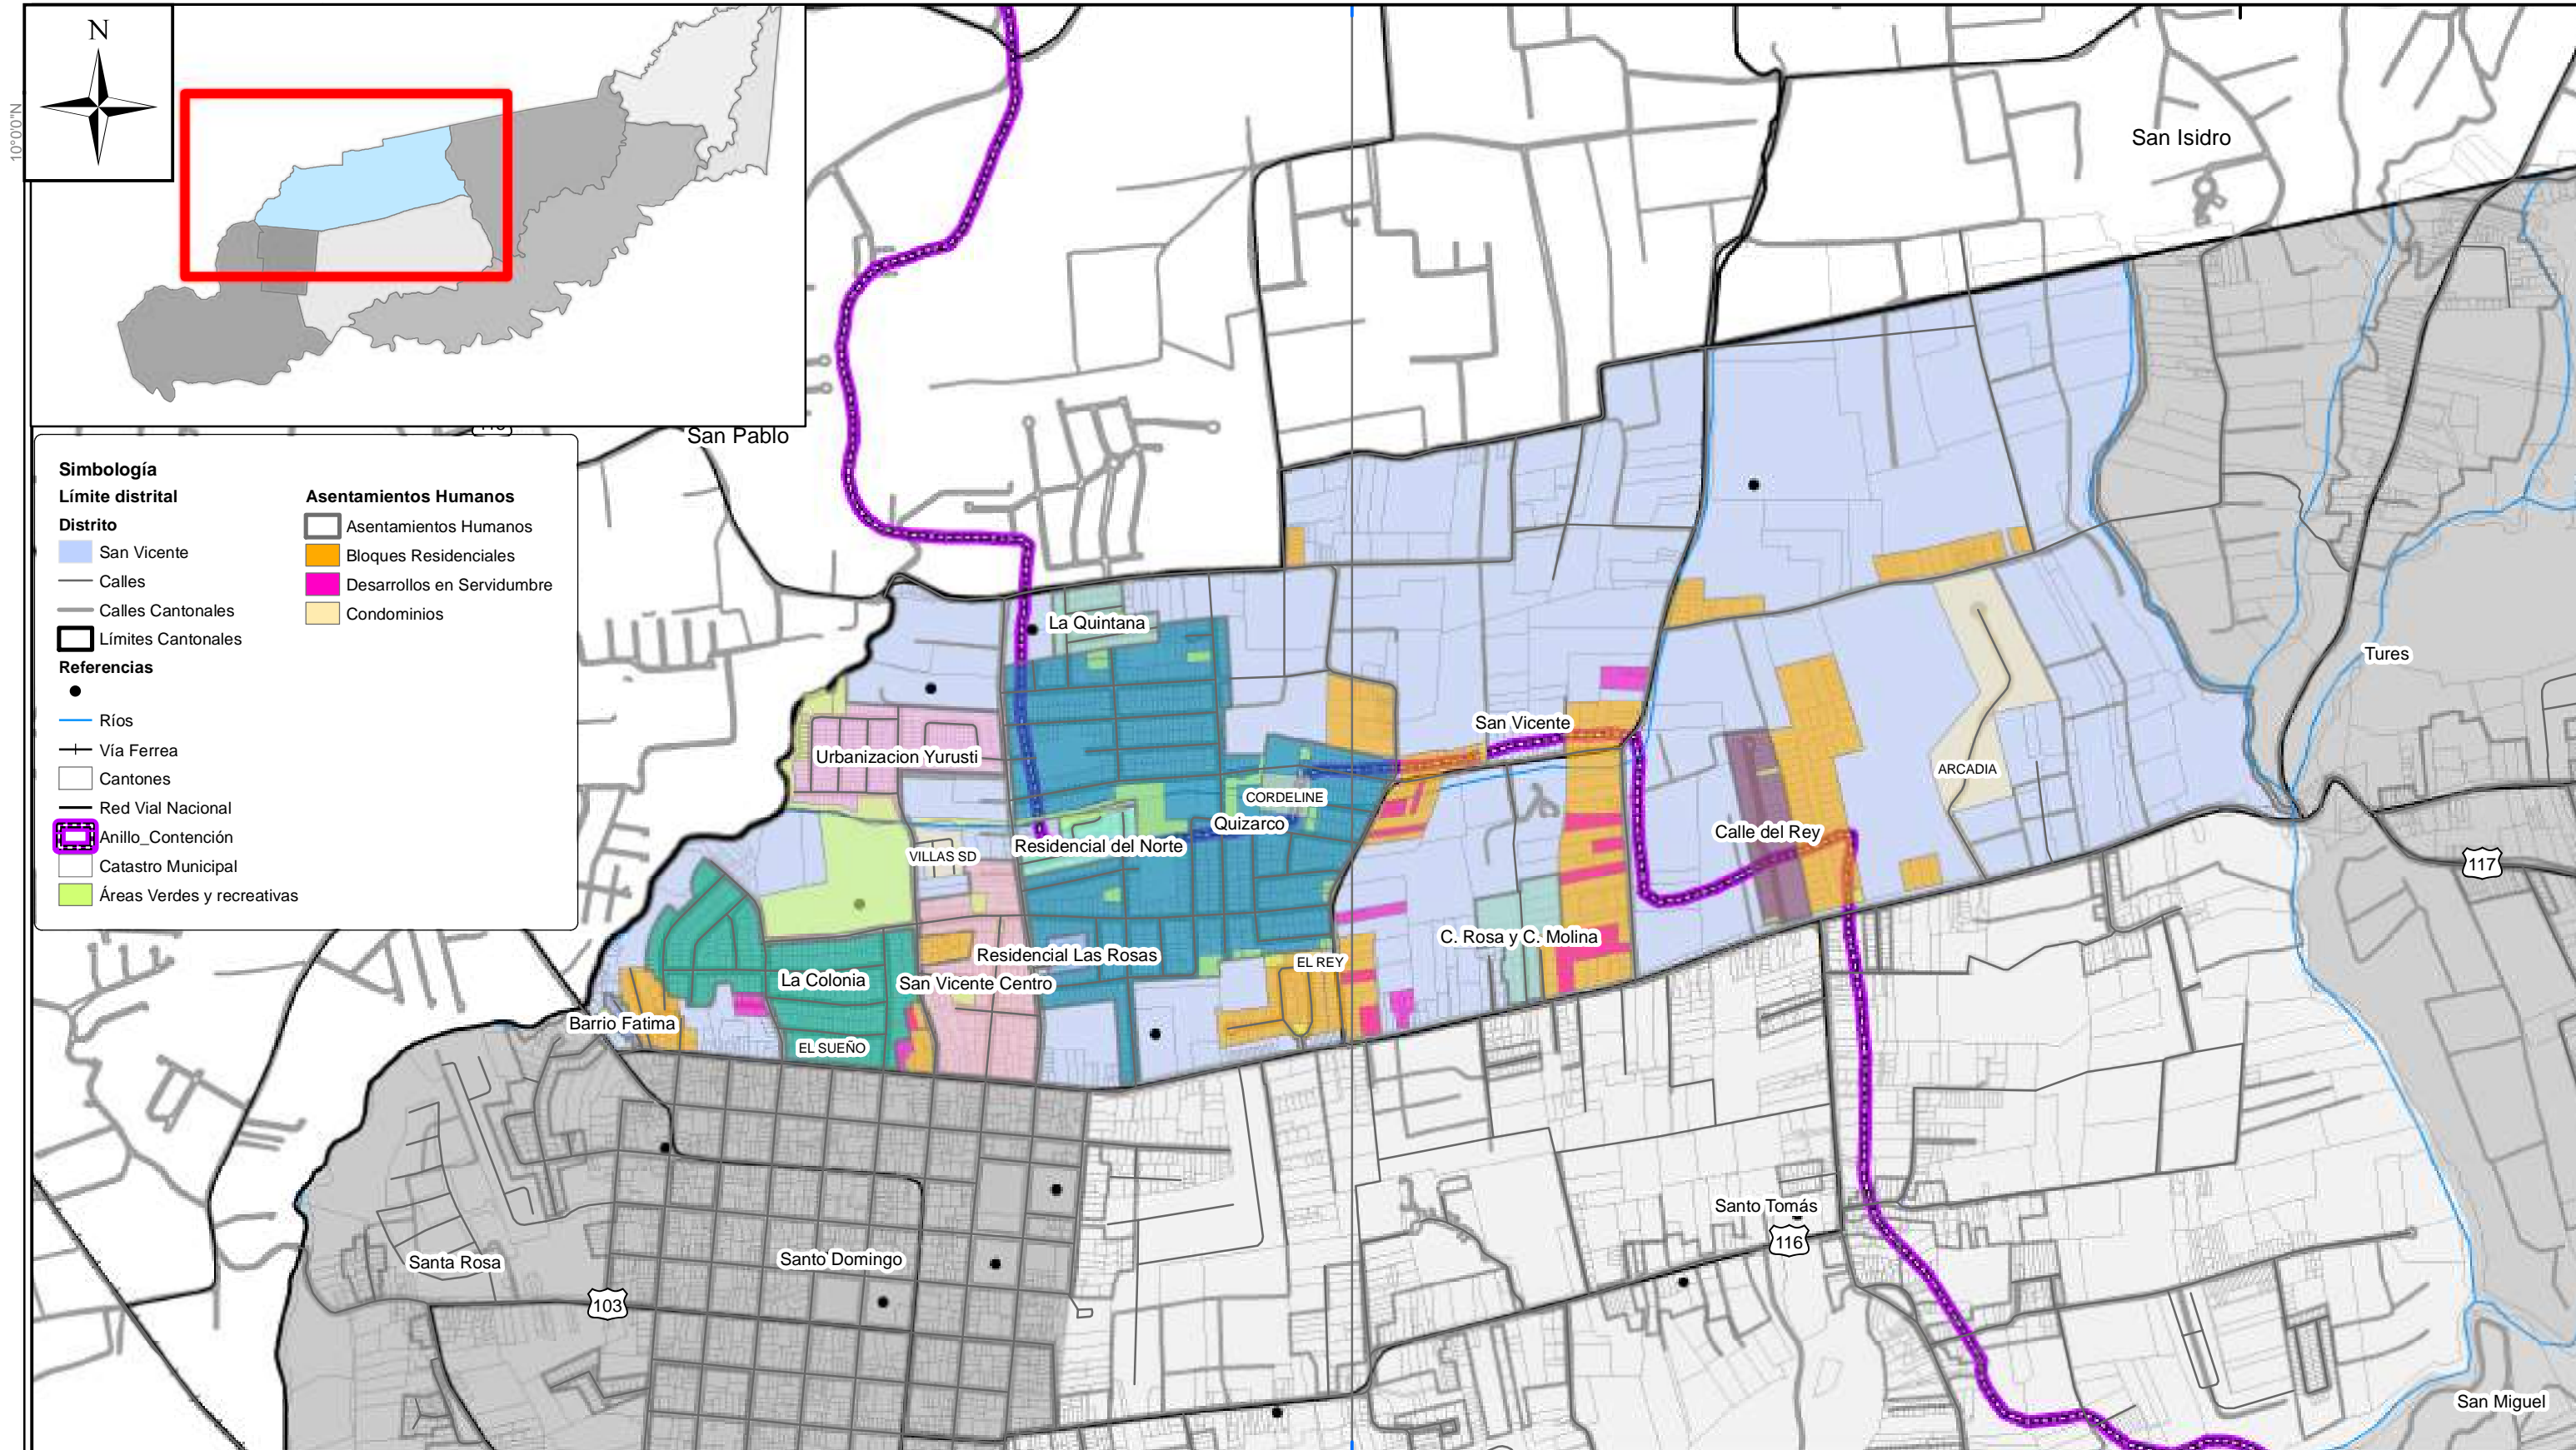 N
10°0'0"N
San Isidro
San Pablo
Simbología
Límite distrital
Distrito
San Vicente
Calles
Calles Cantonales
Límites Cantonales
Referencias
Ríos
Vía Ferrea
Cantones
Red Vial Nacional
Anillo_Contención
Catastro Municipal
Áreas Verdes y recreativas
Asentamientos Humanos
Asentamientos Humanos
Bloques Residenciales
Desarrollos en Servidumbre
Condominios
La Quintana
Tures
San Vicente
Urbanizacion Yurusti
ARCADIA
CORDELINE
Quizarco
Calle del Rey
Residencial del Norte
VILLAS SD
117
C. Rosa y C. Molina
Residencial Las Rosas
EL REY
La Colonia
San Vicente Centro
Barrio Fatima
EL SUEÑO
Santo Tomás
116
Santo Domingo
Santa Rosa
103
San Miguel